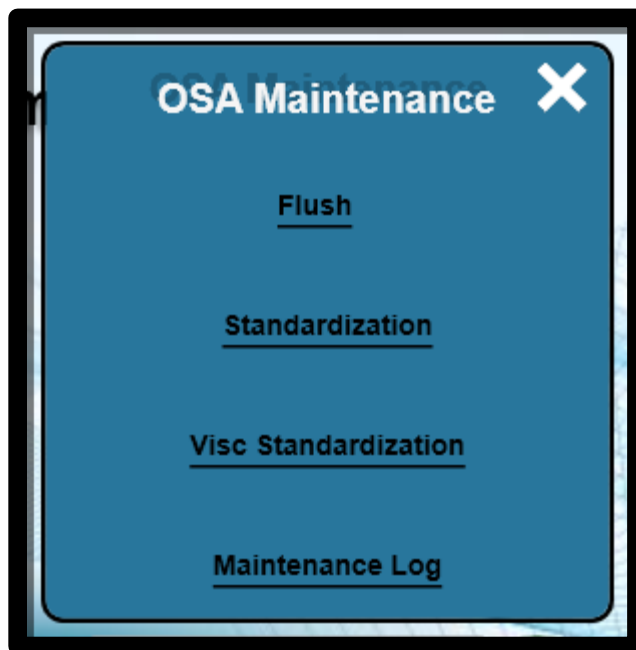 OSA Maintenance
Flush
Standardization
Visc Standardization
Maintenance Log